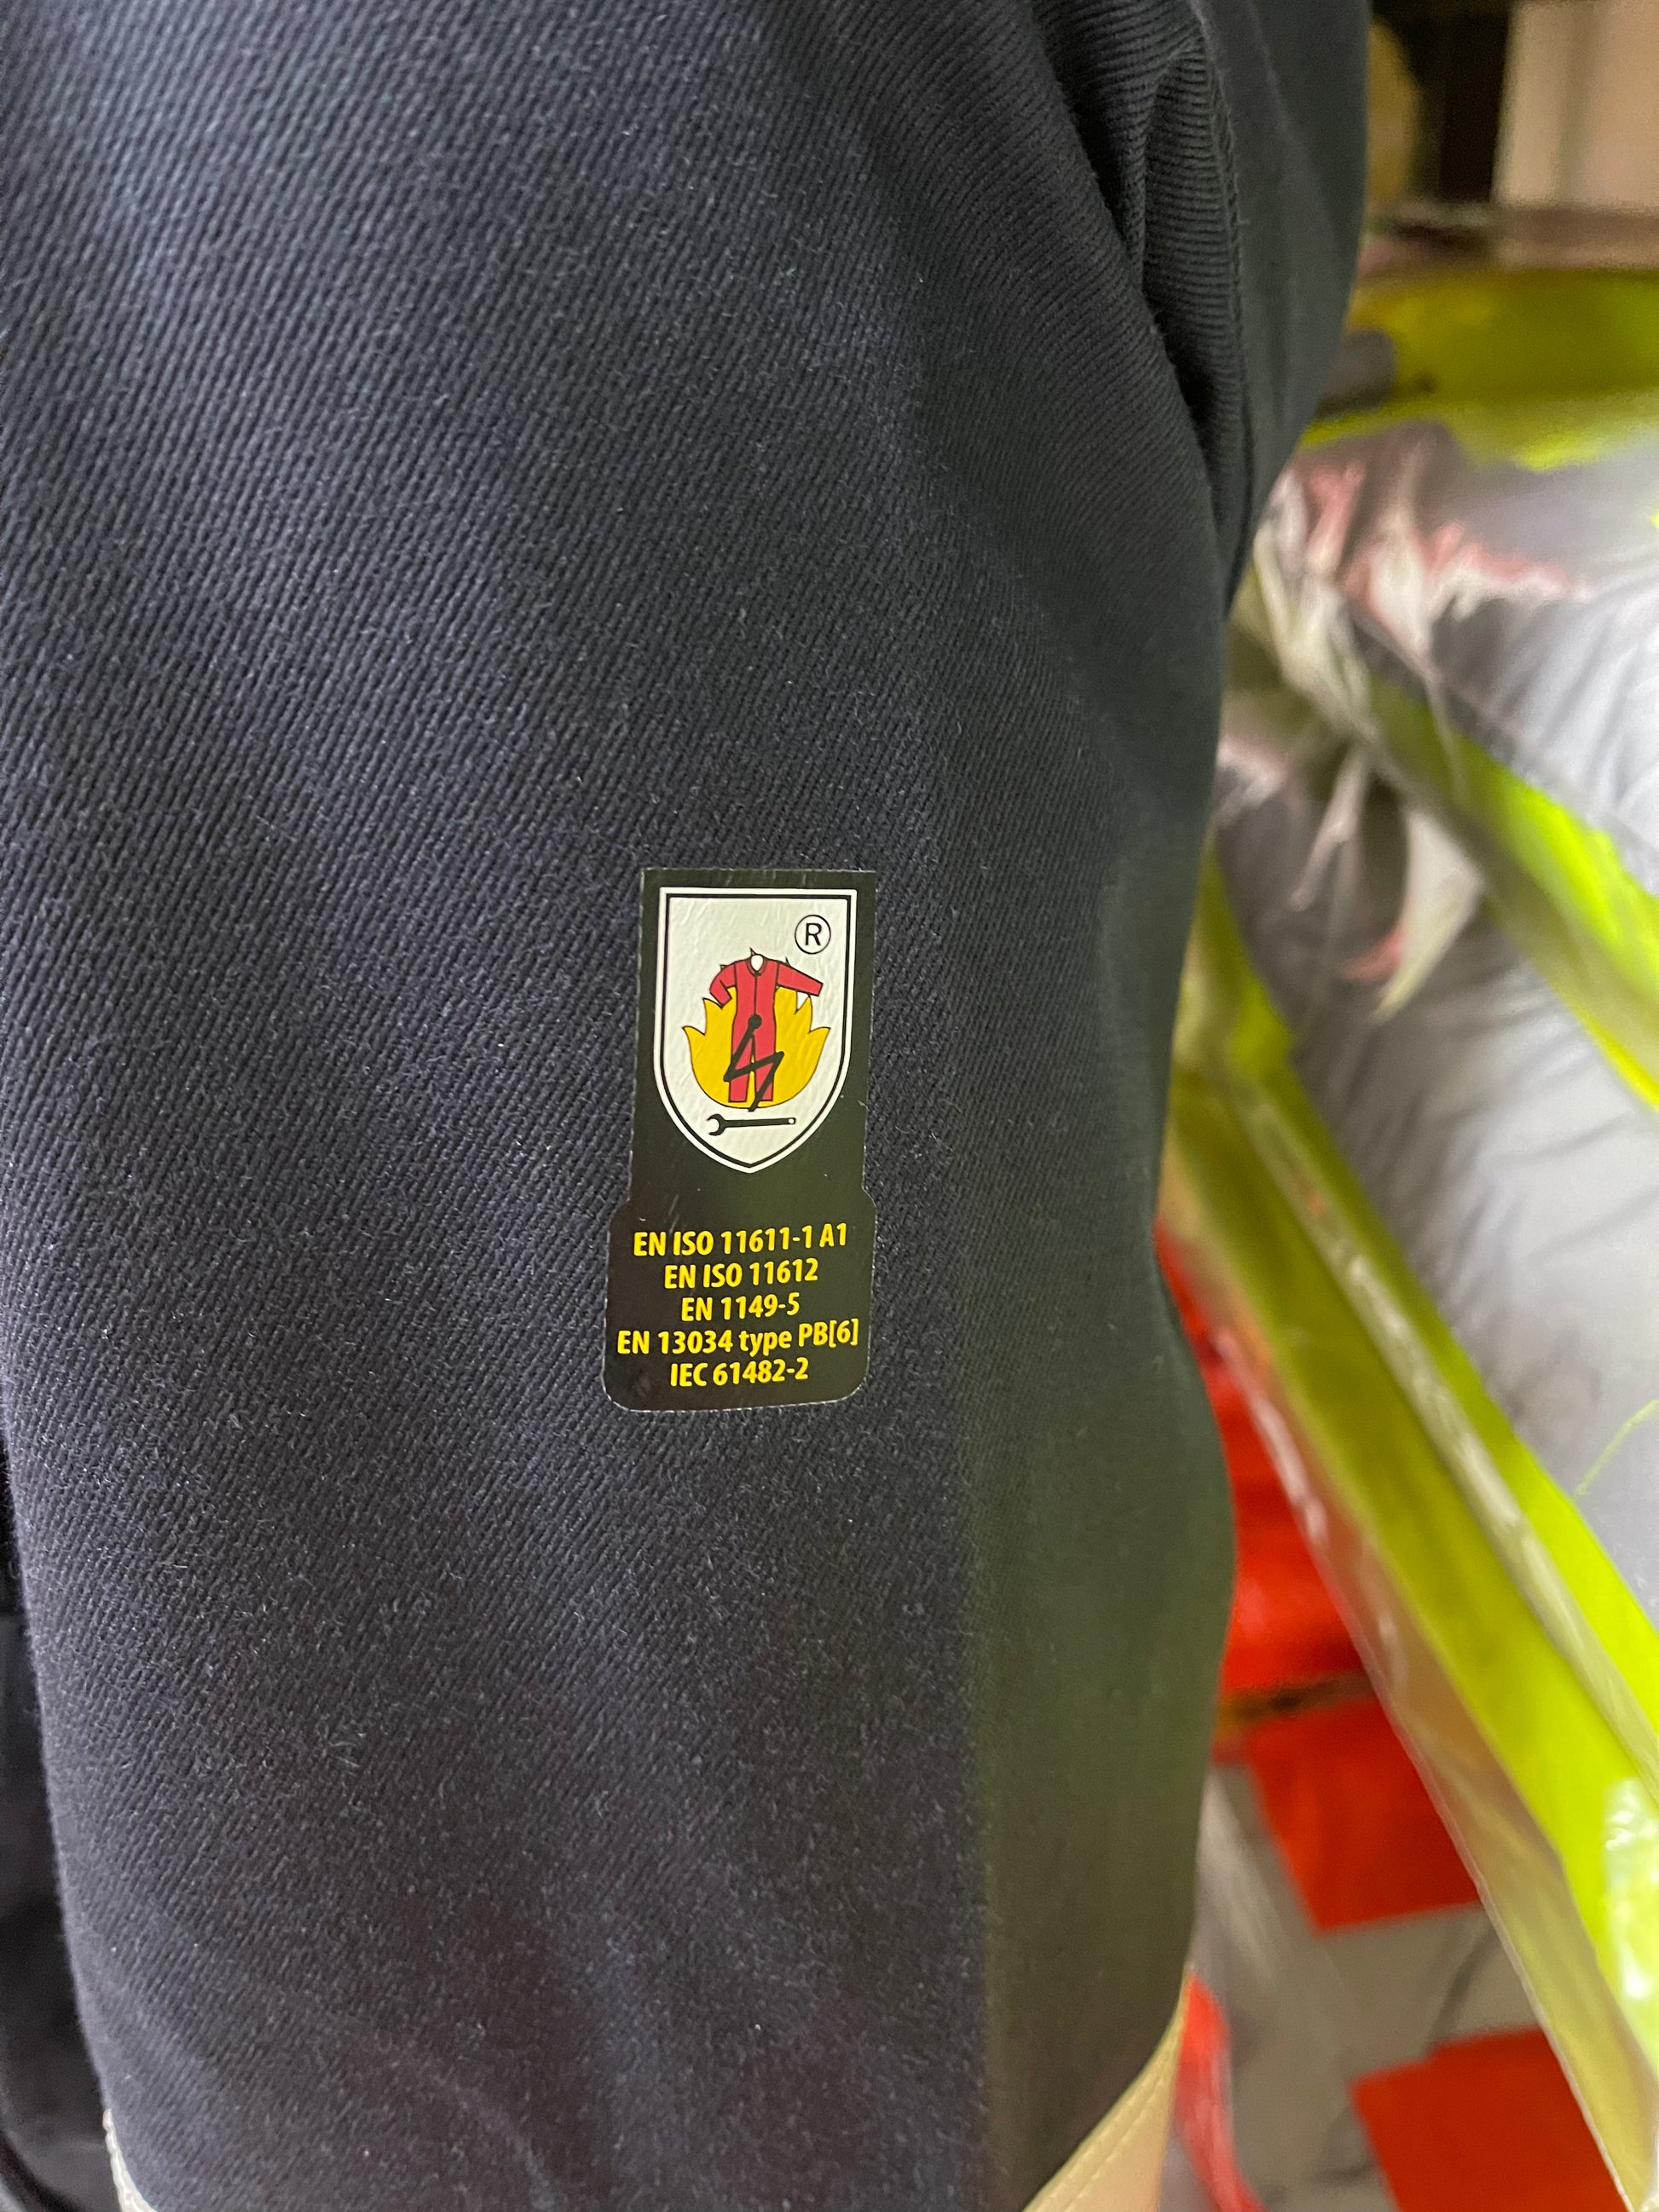 ®
EN ISO 11611-1 A1
EN ISO 11612
EN 1149-5
EN 13034 type PB[6]
IEC 61482-2